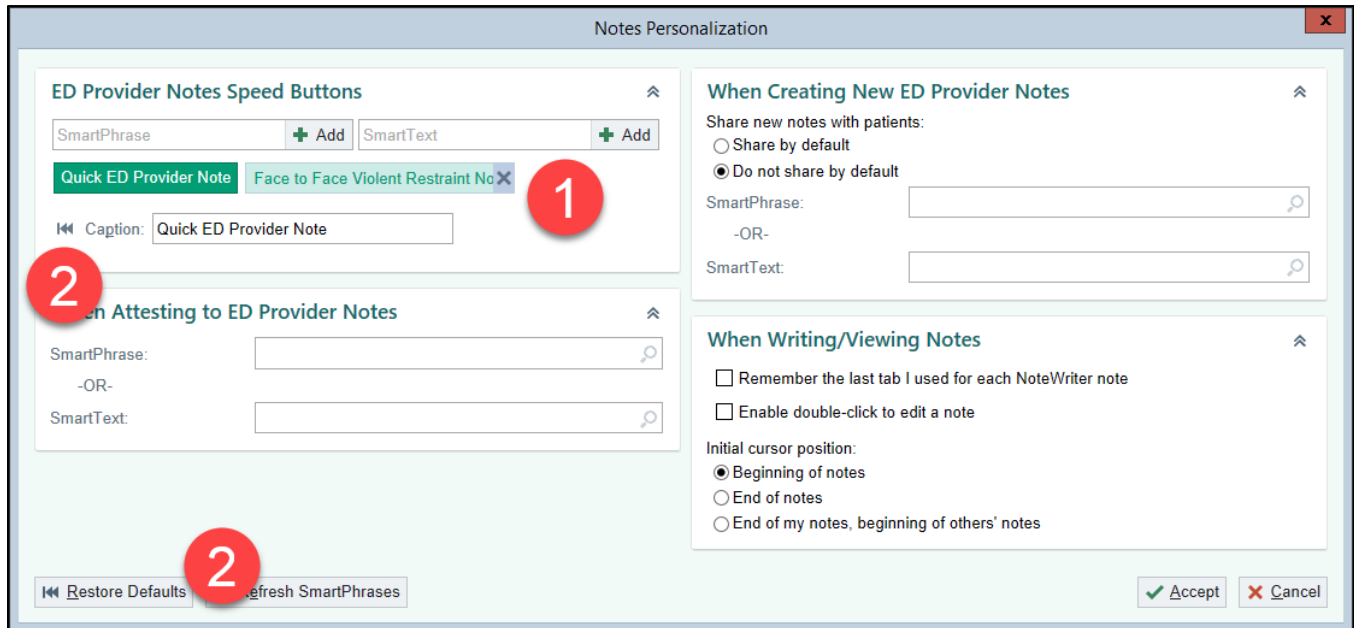 Notes Personalization
x
ED Provider Notes Speed Buttons
SmartPhrase Add SmartText Add
Quick ED Provider Note Face to Face Violent Restraint No
1
Caption: Quick ED Provider Note
2
en Attesting to ED Provider Notes
SmartPhrase:
-OR-
SmartText:
When Creating New ED Provider Notes
Share new notes with patients:
Share by default
Do not share by default
SmartPhrase:
-OR-
SmartText:
When Writing/Viewing Notes
Remember the last tab I used for each NoteWriter note
Enable double-click to edit a note
Initial cursor position:
Beginning of notes
End of notes
End of my notes, beginning of others' notes
Restore Defaults
2
efresh SmartPhrases
Accept Cancel